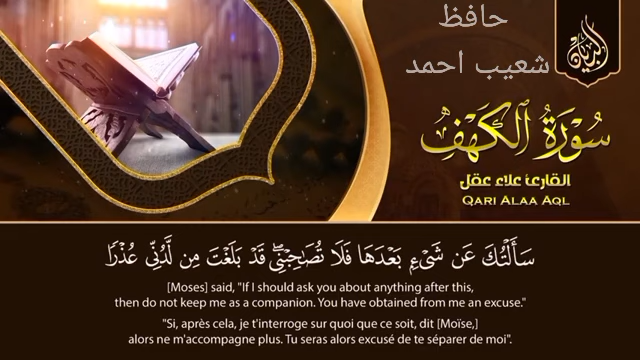 حافظ
شعیب احمد
البيان
سُورَةُ الكَهْفِ
القارئ علاء عقل
QARI ALAA AQL
سَأَلْتُكَ عَن شَىْءٍۭ بَعْدَهَا فَلَا تُصَـٰحِبْنِى ۖ قَدْ بَلَغْتَ مِن لَّدُنِّى عُذْرًا
[Moses] said, "If I should ask you about anything after this,
then do not keep me as a companion. You have obtained from me an excuse."
"Si, après cela, je t'interroge sur quoi que ce soit, dit [Moïse,]
alors ne m'accompagne plus. Tu seras alors excusé de te séparer de moi".